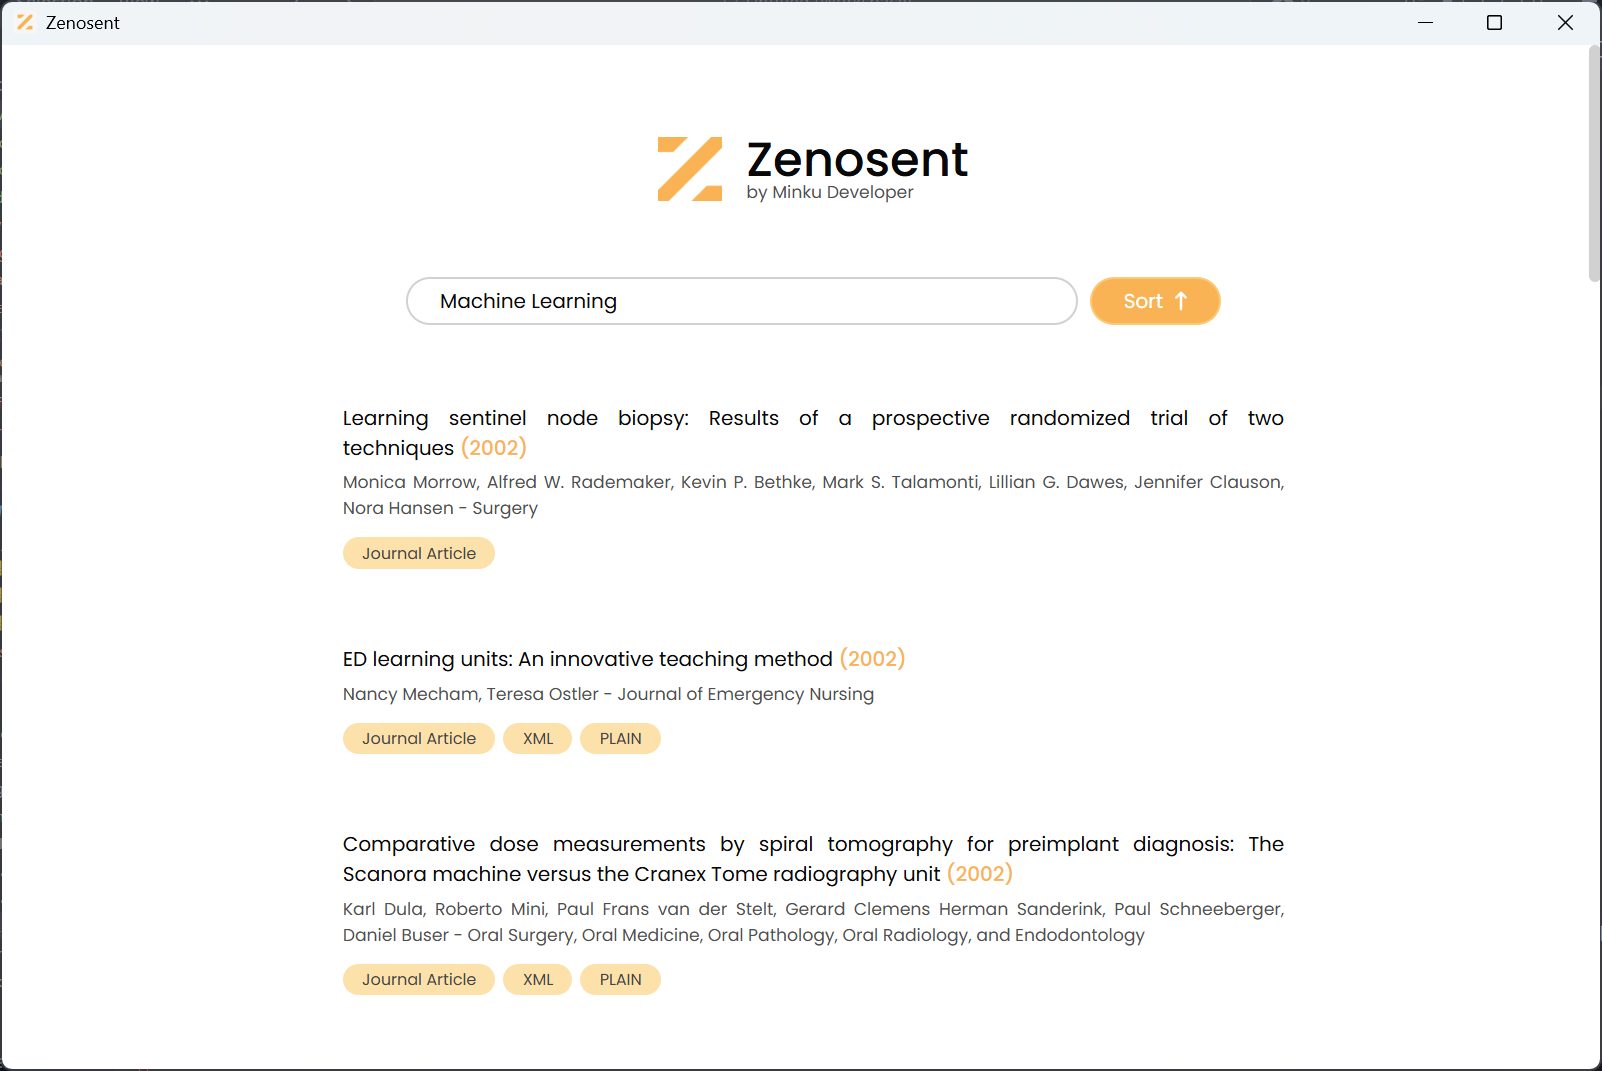 Zenosent
Zenosent
by Minku Developer
Machine Learning
Sort ↑
Learning sentinel node biopsy: Results of a prospective randomized trial of two
techniques (2002)
Monica Morrow, Alfred W. Rademaker, Kevin P. Bethke, Mark S. Talamonti, Lillian G. Dawes, Jennifer Clauson,
Nora Hansen - Surgery
Journal Article
ED learning units: An innovative teaching method (2002)
Nancy Mecham, Teresa Ostler - Journal of Emergency Nursing
Journal Article XML PLAIN
Comparative dose measurements by spiral tomography for preimplant diagnosis: The
Scanora machine versus the Cranex Tome radiography unit (2002)
Karl Dula, Roberto Mini, Paul Frans van der Stelt, Gerard Clemens Herman Sanderink, Paul Schneeberger,
Daniel Buser - Oral Surgery, Oral Medicine, Oral Pathology, Oral Radiology, and Endodontology
Journal Article XML PLAIN